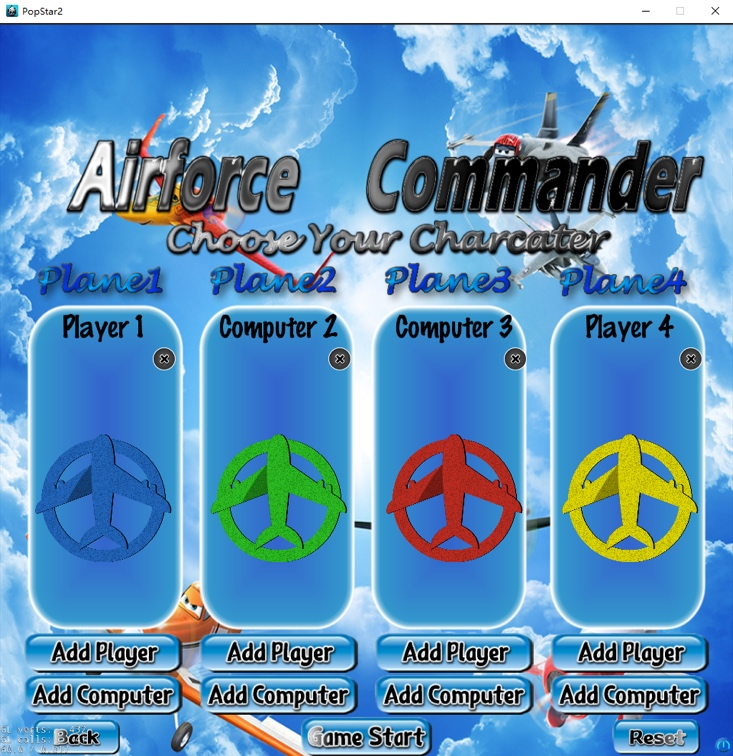 PopStar2
Airforce Commander
Choose Your Charcater
Plane1 Plane2 Plane3 Plane4
Player 1 Computer 2 Computer 3 Player 4
Add Player Add Player Add Player Add Player
Add Computer Add Computer Add Computer Add Computer
Back Game Start Reset